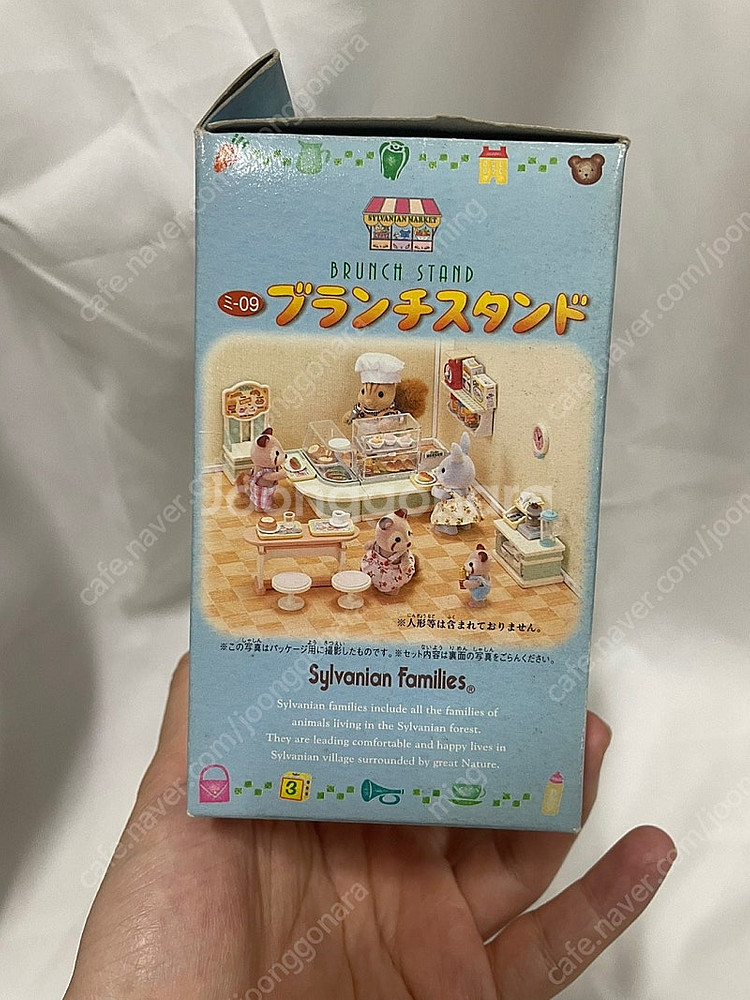 SYLVANIAN MARKET
BRUNCH STAND
ミ-09 ブランチスタンド
※人形等は含まれておりません。
※この写真はパッケージ用に撮影したものです。※セット内容は裏面の写真をごらんください。
Sylvanian Families®
Sylvanian families include all the families of
animals living in the Sylvanian forest.
They are leading comfortable and happy lives in
Sylvanian village surrounded by great Nature.
3
Joonggonara
cafe.naver.com/joonggonara